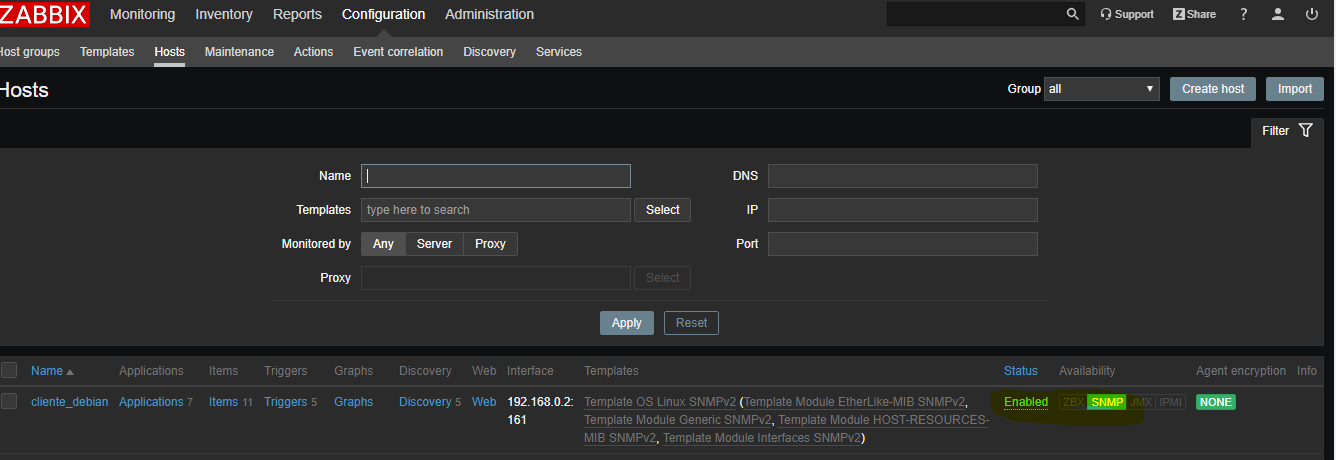 ZABBIX Monitoring Inventory Reports Configuration Administration Support Z Share ?
Host groups Templates Hosts Maintenance Actions Event correlation Discovery Services
Hosts Group all Create host Import
Filter
Name DNS
Templates type here to search Select IP
Monitored by Any Server Proxy Port
Proxy Select
Apply Reset
Name Applications Items Triggers Graphs Discovery Web Interface Templates Status Availability Agent encryption Info
cliente_debian Applications 7 Items 11 Triggers 5 Graphs Discovery 5 Web 192.168.0.2: Template OS Linux SNMPv2 (Template Module EtherLike-MIB SNMPv2, Enabled ZBX SNMP JMX IPMI NONE
161 Template Module Generic SNMPv2, Template Module HOST-RESOURCES-
MIB SNMPv2, Template Module Interfaces SNMPv2)